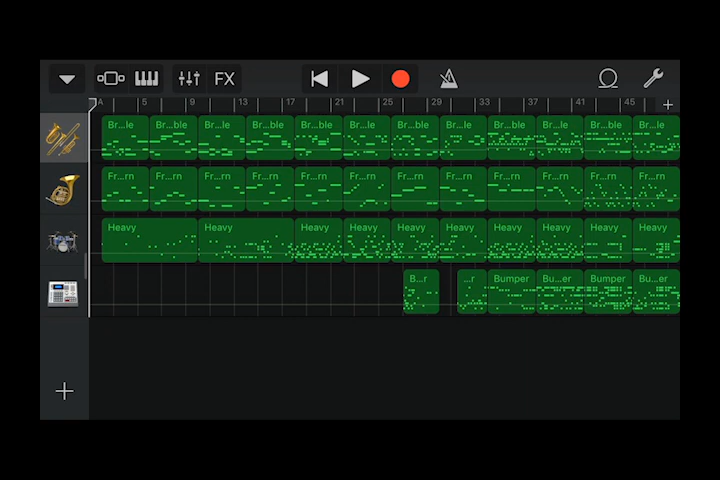 FX
A 5 9 13 17 21 25 29 33 37 41 45 +
Br...le Br...ble Br...le Br...ble Br...ble Br...le Br...ble Br...le Br...ble Br...le Br...ble Br...le
Fr...rn Fr...rn Fr...rn Fr...rn Fr...rn Fr...rn Fr...rn Fr...rn Fr...rn Fr...rn Fr...rn Fr...rn
Heavy Heavy Heavy Heavy Heavy Heavy Heavy Heavy Heavy Heavy
B...r ...r Bumper Bu...er Bumper Bu...er